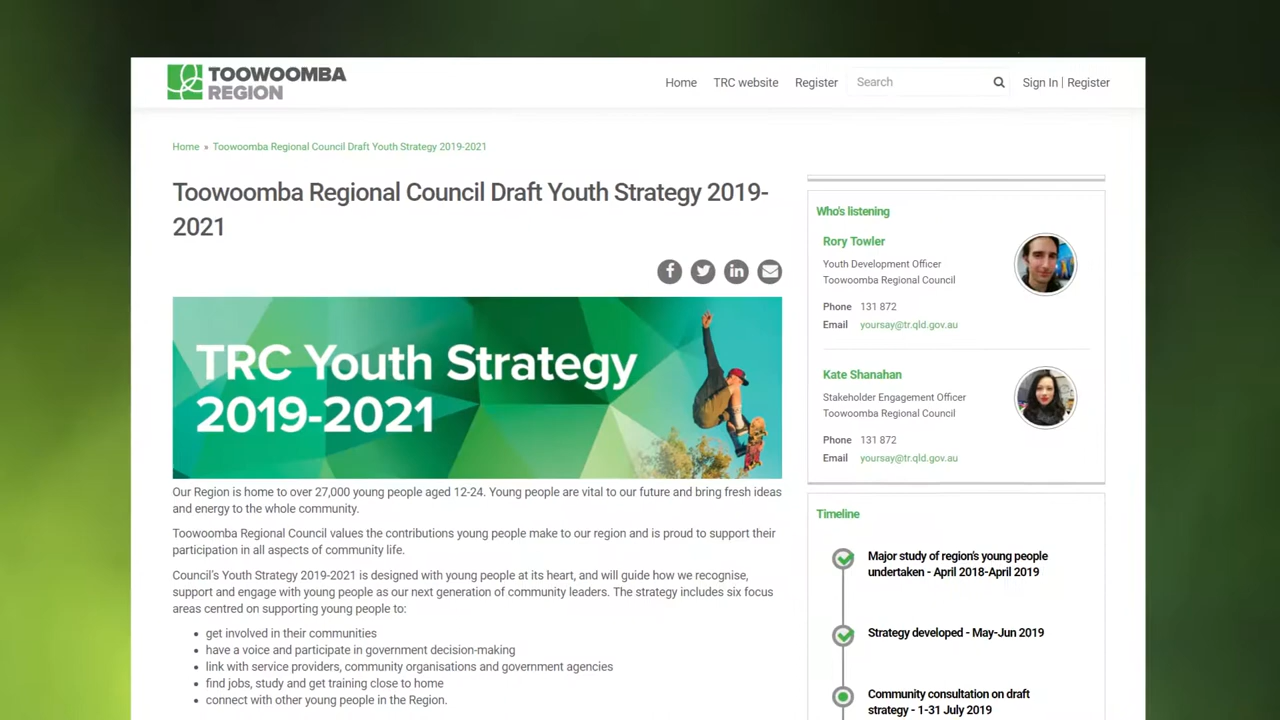 TOOWOOMBA
REGION
Home
TRC website
Register
Search
Sign In | Register
Home » Toowoomba Regional Council Draft Youth Strategy 2019-2021
Toowoomba Regional Council Draft Youth Strategy 2019-
2021
TRC Youth Strategy
2019-2021
Our Region is home to over 27,000 young people aged 12-24. Young people are vital to our future and bring fresh ideas
and energy to the whole community.
Toowoomba Regional Council values the contributions young people make to our region and is proud to support their
participation in all aspects of community life.
Council's Youth Strategy 2019-2021 is designed with young people at its heart, and will guide how we recognise,
support and engage with young people as our next generation of community leaders. The strategy includes six focus
areas centred on supporting young people to:
• get involved in their communities
• have a voice and participate in government decision-making
• link with service providers, community organisations and government agencies
• find jobs, study and get training close to home
• connect with other young people in the Region.
Who's listening
Rory Towler
Youth Development Officer
Toowoomba Regional Council
Phone 131 872
Email yoursay@tr.qld.gov.au
Kate Shanahan
Stakeholder Engagement Officer
Toowoomba Regional Council
Phone 131 872
Email yoursay@tr.qld.gov.au
Timeline
Major study of region's young people
undertaken - April 2018-April 2019
Strategy developed - May-Jun 2019
Community consultation on draft
strategy - 1-31 July 2019